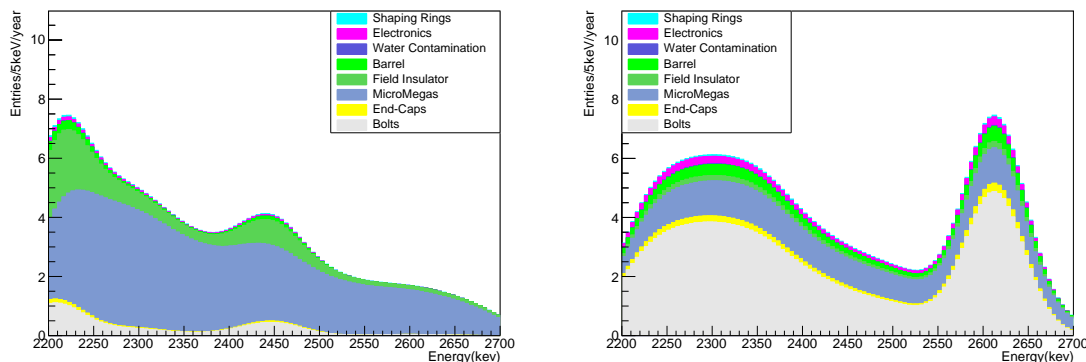 Entries/5keV/year
10
8
6
4
2
0
Shaping Rings
Electronics
Water Contamination
Barrel
Field Insulator
MicroMegas
End-Caps
Bolts
2200 2250 2300 2350 2400 2450 2500 2550 2600 2650 2700
Energy(kev)
Entries/5keV/year
10
8
6
4
2
0
Shaping Rings
Electronics
Water Contamination
Barrel
Field Insulator
MicroMegas
End-Caps
Bolts
2200 2250 2300 2350 2400 2450 2500 2550 2600 2650 2700
Energy(kev)